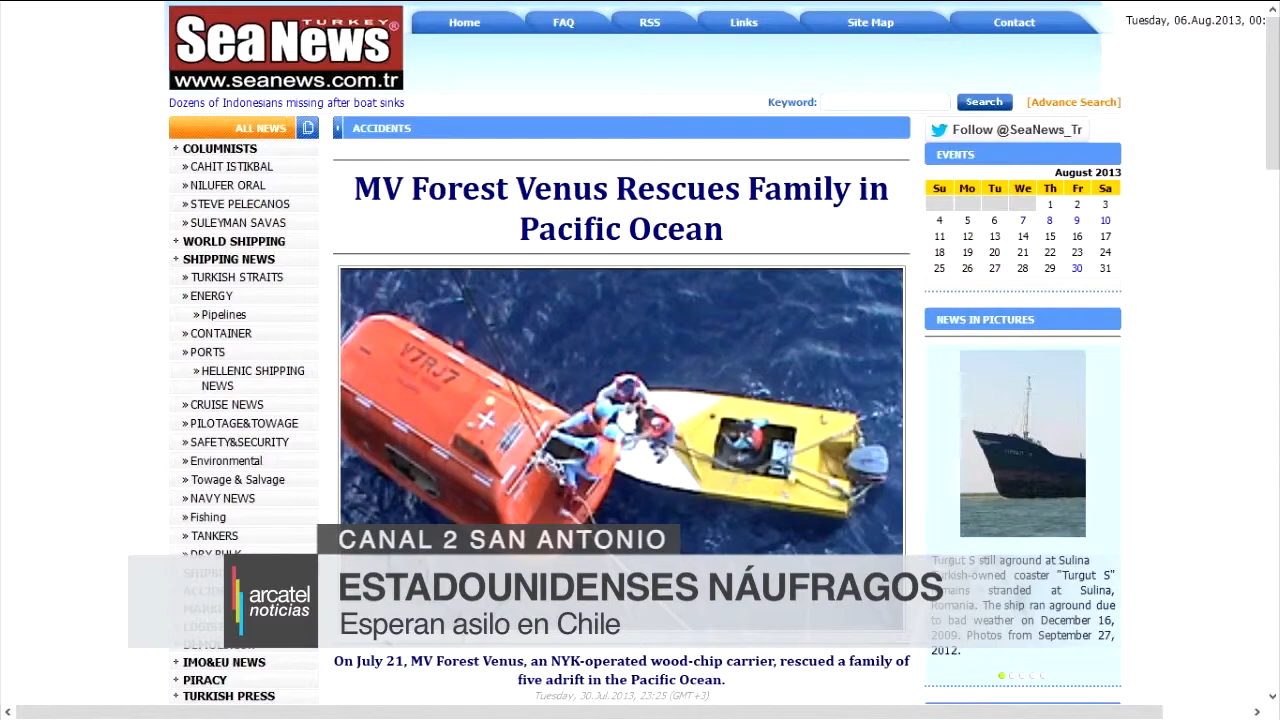 TURKEY
Sea News®
www.seanews.com.tr
Home
FAQ
RSS
Links
Site Map
Contact
Tuesday, 06.Aug.2013, 00:
Dozens of Indonesians missing after boat sinks
Keyword:
Search
[Advance Search]
ALL NEWS
COLUMNISTS
» CAHIT ISTIKBAL
» NILUFER ORAL
» STEVE PELECANOS
» SULEYMAN SAVAS
WORLD SHIPPING
SHIPPING NEWS
» TURKISH STRAITS
» ENERGY
» Pipelines
» CONTAINER
» PORTS
» HELLENIC SHIPPING
NEWS
» CRUISE NEWS
» PILOTAGE&TOWAGE
» SAFETY&SECURITY
» Environmental
» Towage & Salvage
» NAVY NEWS
» Fishing
» TANKERS
» DRY BULK
IMO&EU NEWS
PIRACY
TURKISH PRESS
ACCIDENTS
MV Forest Venus Rescues Family in
Pacific Ocean
V7RJ7
CANAL 2 SAN ANTONIO
arcatel
noticias
ESTADOUNIDENSES NÁUFRAGOS
Esperan asilo en Chile
On July 21, MV Forest Venus, an NYK-operated wood-chip carrier, rescued a family of
five adrift in the Pacific Ocean.
Tuesday, 30.Jul.2013, 23:25 (GMT+3)
Follow @SeaNews_Tr
EVENTS
August 2013
Su Mo Tu We Th Fr Sa
1 2 3
4 5 6 7 8 9 10
11 12 13 14 15 16 17
18 19 20 21 22 23 24
25 26 27 28 29 30 31
NEWS IN PICTURES
Turgut S still aground at Sulina
Turkish-owned coaster "Turgut S"
remains stranded at Sulina,
Romania. The ship ran aground due
to bad weather on December 16,
2009. Photos from September 27,
2012.